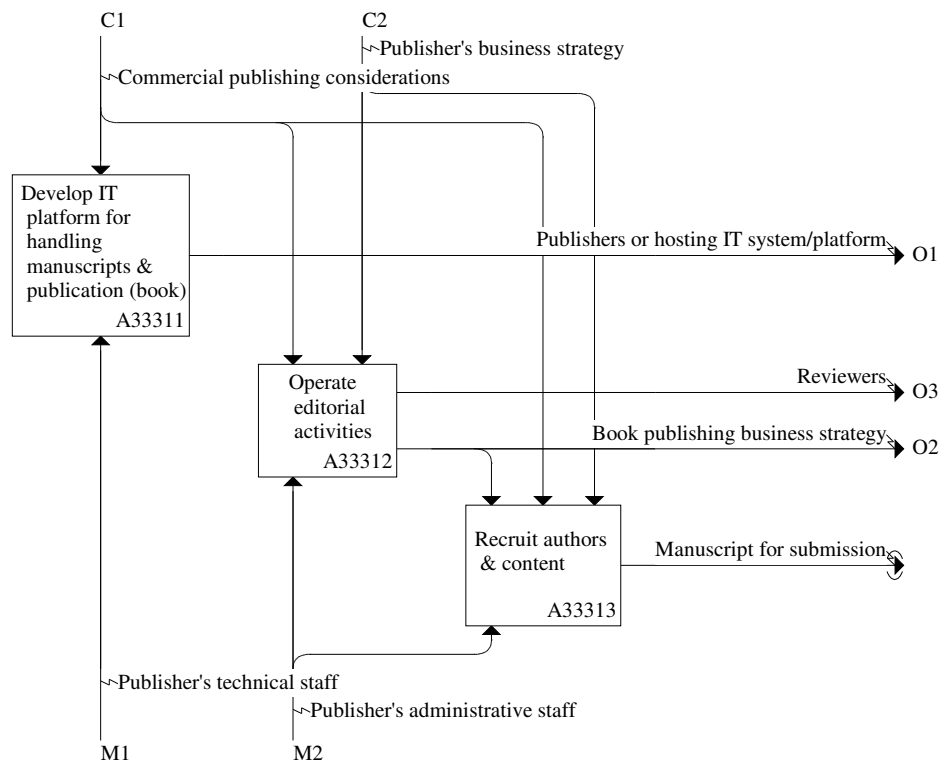 C1
C2
Publisher's business strategy
Commercial publishing considerations
Develop IT
platform for
handling
manuscripts &
publication (book)
A33311
Publishers or hosting IT system/platform
O1
Operate
editorial
activities
A33312
Reviewers
O3
Book publishing business strategy
O2
Recruit authors
& content
A33313
Manuscript for submission
Publisher's technical staff
Publisher's administrative staff
M1
M2